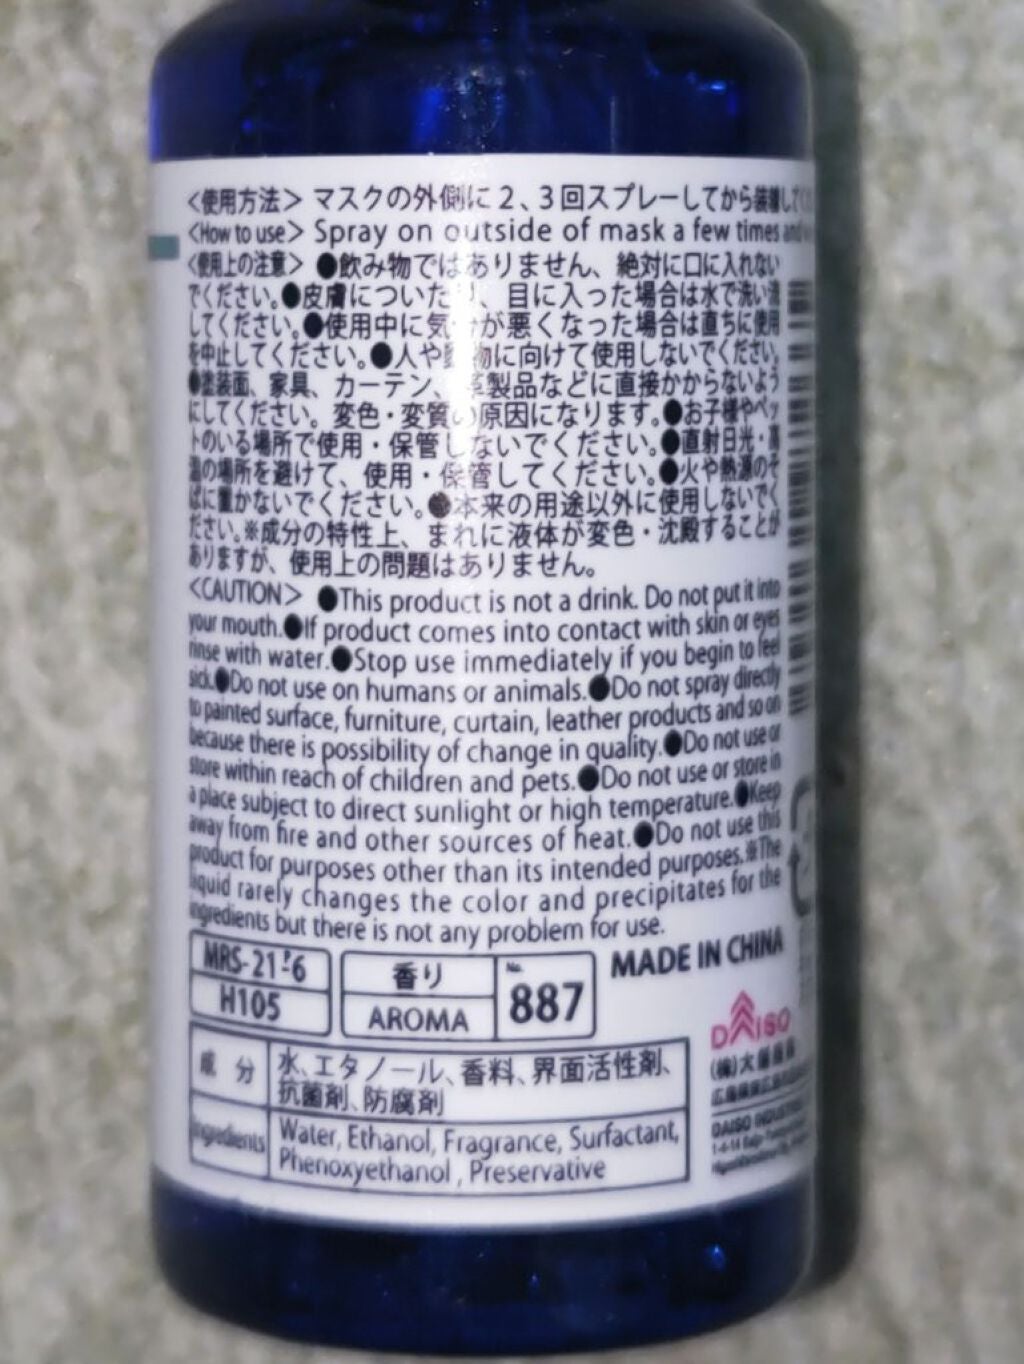 <使用方法> マスクの外側に2、3回スプレーしてから装着して
<How to use> Spray on outside of mask a few times and
<使用上の注意> ●飲み物ではありません、絶対に口に入れない
でください。●皮膚についた 、目に入った場合は水で洗い流
してください。●使用中に気 が悪くなった場合は直ちに使用
を中止してください。●人や動物に向けて使用しないでください。
●塗装面、家具、カーテン、 革製品などに直接かからないよう
にしてください。変色・変質の原因になります。●お子様やペッ
トのいる場所で使用・保管しないでください。●直射日光・高
温の場所を避けて、使用・保管してください。●火や熱源のそ
ばに置かないでください。●本来の用途以外に使用しないでく
ださい。※成分の特性上、まれに液体が変色・沈殿することが
ありますが、使用上の問題はありません。
<CAUTION> ●This product is not a drink. Do not put it into
your mouth.●If product comes into contact with skin or eyes
rinse with water.●Stop use immediately if you begin to feel
sick.●Do not use on humans or animals.●Do not spray directly
to painted surface, furniture, curtain, leather products and so on
because there is possibility of change in quality.●Do not use or
store within reach of children and pets.●Do not use or store in
a place subject to direct sunlight or high temperature.●Keep
away from fire and other sources of heat.●Do not use this
product for purposes other than its intended purposes.※The
liquid rarely changes the color and precipitates for the
ingredients but there is not any problem for use.
MRS-21-6
H105
香り
AROMA
No.
887
MADE IN CHINA
DAISO
(株)大創産業
DAISO INDUSTRIES
成 分
水、エタノール、香料、界面活性剤、
抗菌剤、防腐剤
Ingredients
Water, Ethanol, Fragrance, Surfactant,
Phenoxyethanol , Preservative